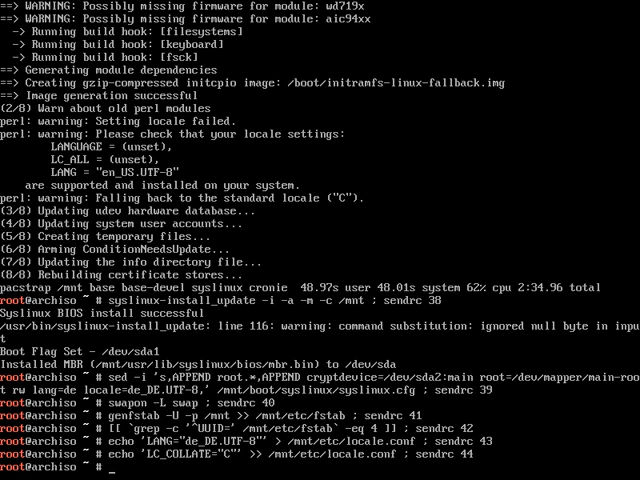 ==> WARNING: Possibly missing firmware for module: wd719x
==> WARNING: Possibly missing firmware for module: aic94xx
  -> Running build hook: [filesystems]
  -> Running build hook: [keyboard]
  -> Running build hook: [fsck]
==> Generating module dependencies
==> Creating gzip-compressed initcpio image: /boot/initramfs-linux-fallback.img
==> Image generation successful
(2/8) Warn about old perl modules
perl: warning: Setting locale failed.
perl: warning: Please check that your locale settings:
        LANGUAGE = (unset),
        LC_ALL = (unset),
        LANG = "en_US.UTF-8"
    are supported and installed on your system.
perl: warning: Falling back to the standard locale ("C").
(3/8) Updating udev hardware database...
(4/8) Updating system user accounts...
(5/8) Creating temporary files...
(6/8) Arming ConditionNeedsUpdate...
(7/8) Updating the info directory file...
(8/8) Rebuilding certificate stores...
pacstrap /mnt base base-devel syslinux cronie  48.97s user 48.01s system 62% cpu 2:34.96 total
root@archiso ~ # syslinux-install_update -i -a -m -c /mnt ; sendrc 38
Syslinux BIOS install successful
/usr/bin/syslinux-install_update: line 116: warning: command substitution: ignored null byte in inpu
t
Boot Flag Set - /dev/sda1
Installed MBR (/mnt/usr/lib/syslinux/bios/mbr.bin) to /dev/sda
root@archiso ~ # sed -i 's,APPEND root.*,APPEND cryptdevice=/dev/sda2:main root=/dev/mapper/main-roo
t rw lang=de locale=de_DE.UTF-8,' /mnt/boot/syslinux/syslinux.cfg ; sendrc 39
root@archiso ~ # swapon -L swap ; sendrc 40
root@archiso ~ # genfstab -U -p /mnt >> /mnt/etc/fstab ; sendrc 41
root@archiso ~ # [[ `grep -c '^UUID=' /mnt/etc/fstab` -eq 4 ]] ; sendrc 42
root@archiso ~ # echo 'LANG="de_DE.UTF-8"' > /mnt/etc/locale.conf ; sendrc 43
root@archiso ~ # echo 'LC_COLLATE="C"' >> /mnt/etc/locale.conf ; sendrc 44
root@archiso ~ # _